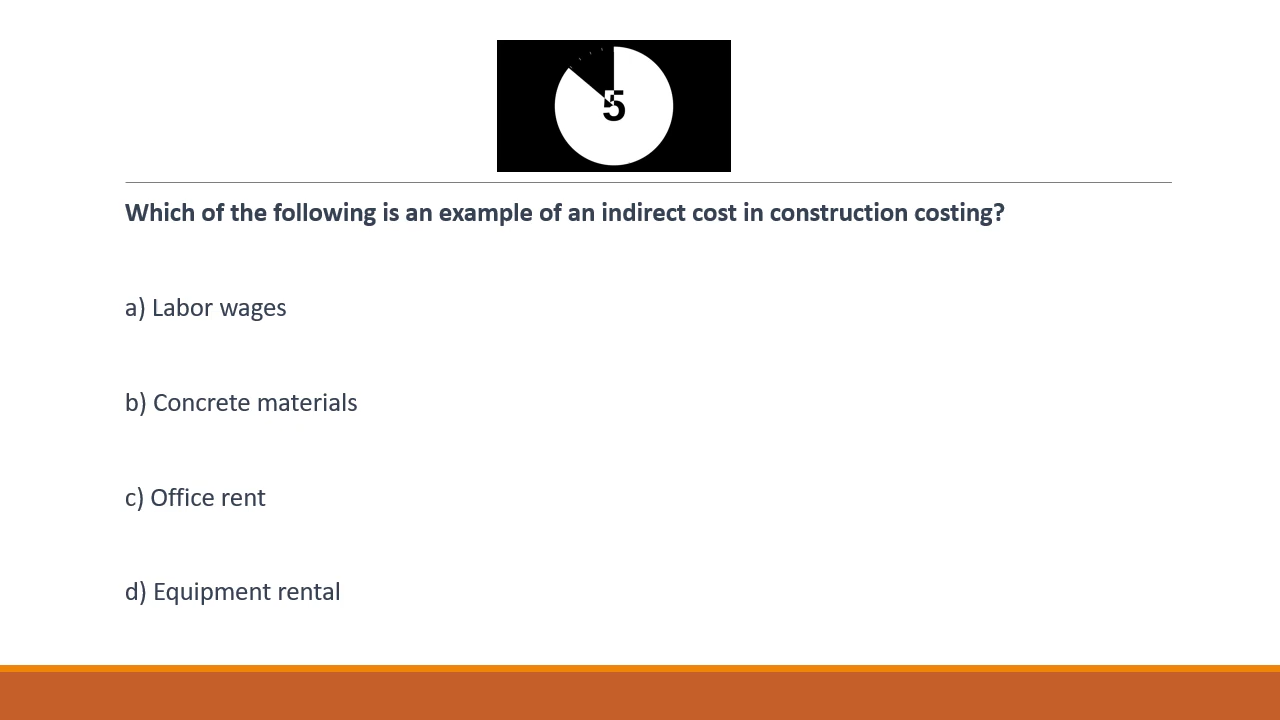 5
Which of the following is an example of an indirect cost in construction costing?
a) Labor wages
b) Concrete materials
c) Office rent
d) Equipment rental